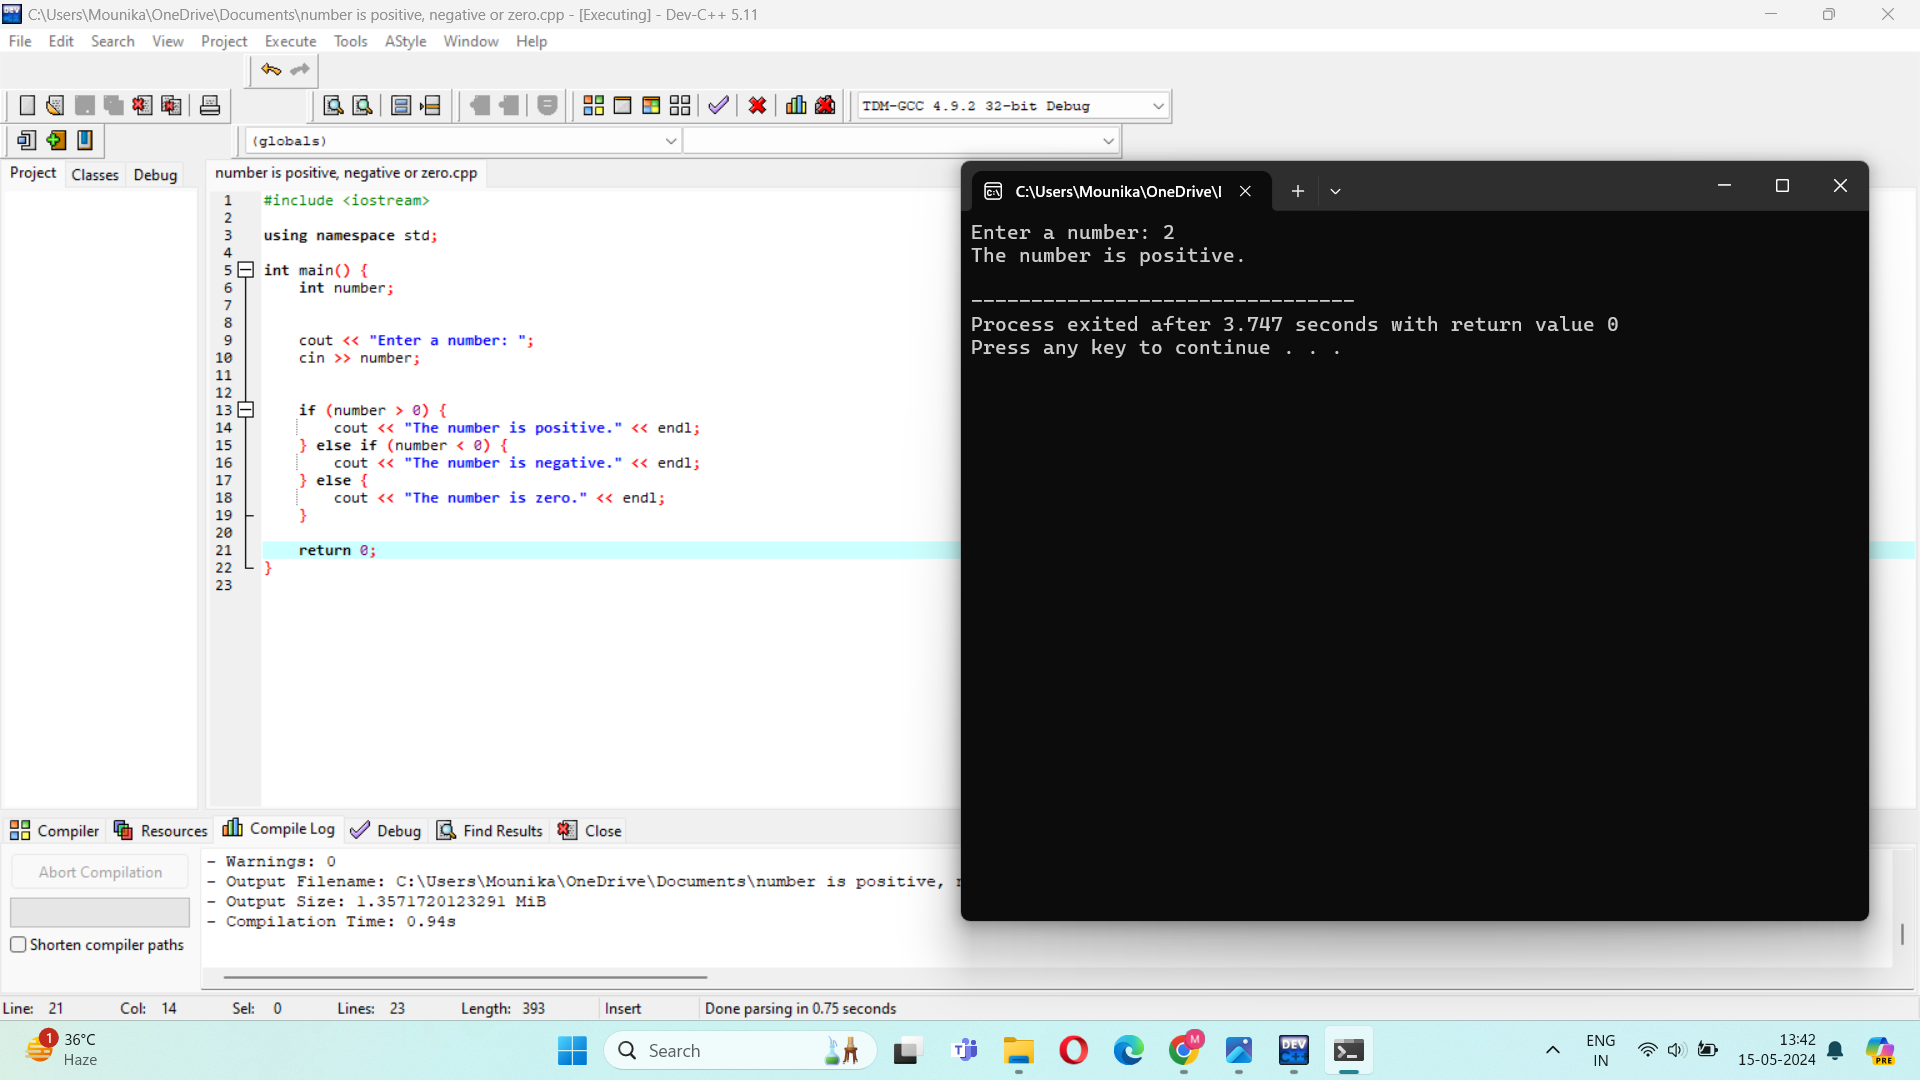 C:\Users\Mounika\OneDrive\Documents\number is positive, negative or zero.cpp - [Executing] - Dev-C++ 5.11
File Edit Search View Project Execute Tools AStyle Window Help
TDM-GCC 4.9.2 32-bit Debug
(globals)
Project Classes Debug
number is positive, negative or zero.cpp
1 #include <iostream>
2
3 using namespace std;
4
5 int main() {
6 int number;
7
8
9 cout << "Enter a number: ";
10 cin >> number;
11
12
13 if (number > 0) {
14 cout << "The number is positive." << endl;
15 } else if (number < 0) {
16 cout << "The number is negative." << endl;
17 } else {
18 cout << "The number is zero." << endl;
19 }
20
21 return 0;
22 }
23
C:\Users\Mounika\OneDrive\
Enter a number: 2
The number is positive.
--------------------------------
Process exited after 3.747 seconds with return value 0
Press any key to continue . . .
Compiler Resources Compile Log Debug Find Results Close
Abort Compilation
Shorten compiler paths
- Warnings: 0
- Output Filename: C:\Users\Mounika\OneDrive\Documents\number is positive,
- Output Size: 1.3571720123291 MiB
- Compilation Time: 0.94s
Line: 21 Col: 14 Sel: 0 Lines: 23 Length: 393 Insert Done parsing in 0.75 seconds
1
36°C
Haze
Search
M
DEV
C++
ENG
IN
13:42
15-05-2024
PRE